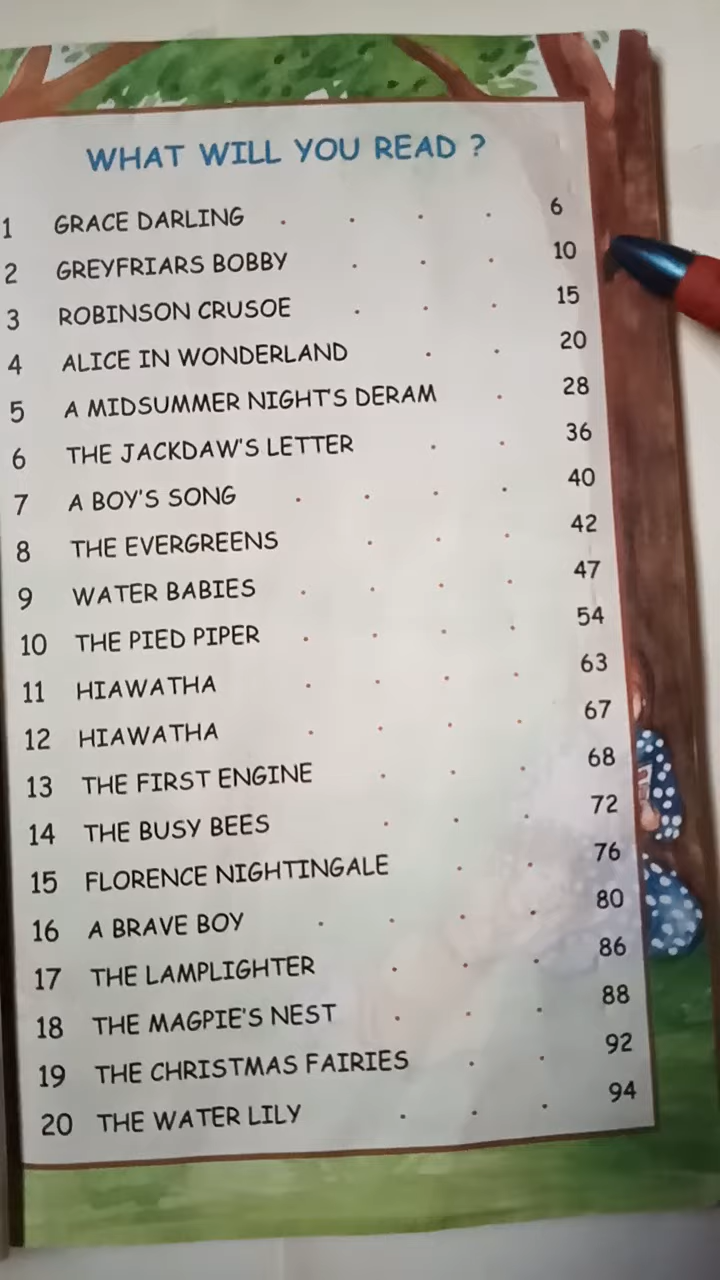 WHAT WILL YOU READ ?
1 GRACE DARLING . . . . 6
2 GREYFRIARS BOBBY . . . 10
3 ROBINSON CRUSOE . . . 15
4 ALICE IN WONDERLAND . . 20
5 A MIDSUMMER NIGHT'S DERAM . 28
6 THE JACKDAW'S LETTER . . 36
7 A BOY'S SONG . . . . 40
8 THE EVERGREENS . . . 42
9 WATER BABIES . . . . 47
10 THE PIED PIPER . . . . 54
11 HIAWATHA . . . . 63
12 HIAWATHA . . . . 67
13 THE FIRST ENGINE . . . 68
14 THE BUSY BEES . . . 72
15 FLORENCE NIGHTINGALE . . 76
16 A BRAVE BOY . . . . 80
17 THE LAMPLIGHTER . . . 86
18 THE MAGPIE'S NEST . . . 88
19 THE CHRISTMAS FAIRIES . . 92
20 THE WATER LILY . . . 94